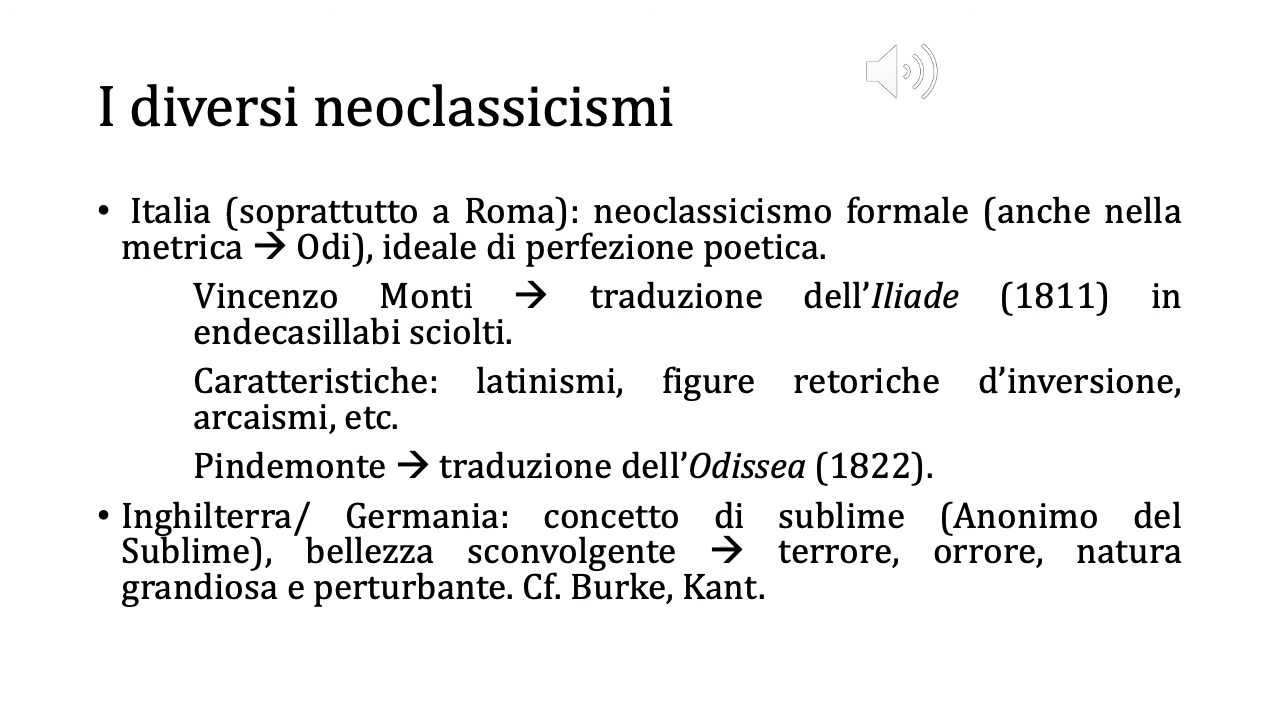 I diversi neoclassicismi
• Italia (soprattutto a Roma): neoclassicismo formale (anche nella
metrica → Odi), ideale di perfezione poetica.
Vincenzo Monti → traduzione dell’Iliade (1811) in
endecasillabi sciolti.
Caratteristiche: latinismi, figure retoriche d’inversione,
arcaismi, etc.
Pindemonte → traduzione dell’Odissea (1822).
• Inghilterra/ Germania: concetto di sublime (Anonimo del
Sublime), bellezza sconvolgente → terrore, orrore, natura
grandiosa e perturbante. Cf. Burke, Kant.